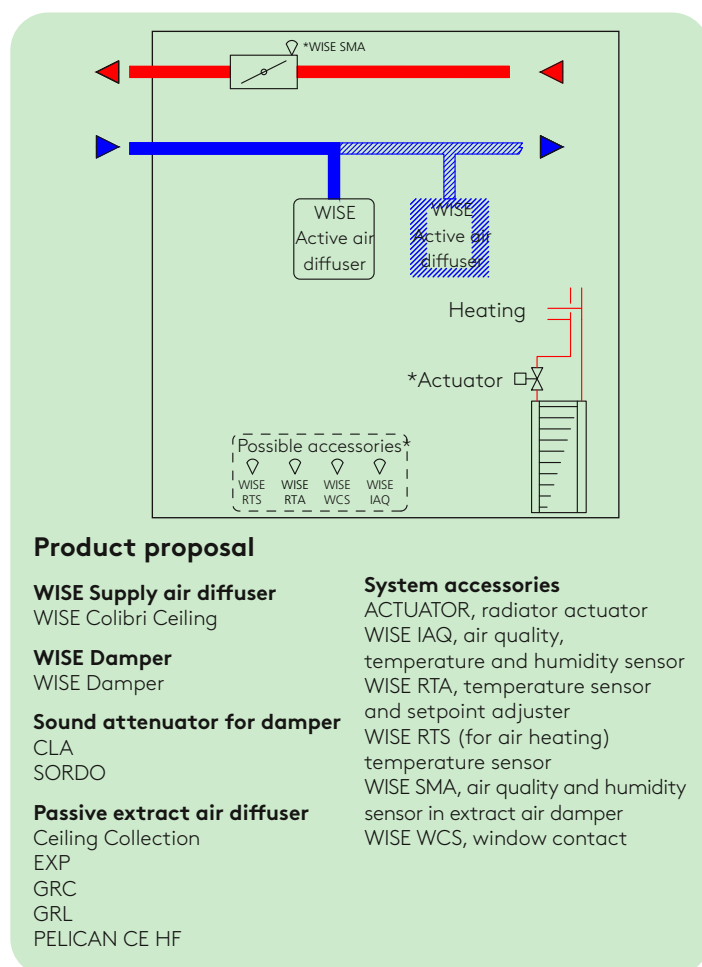 *WISE SMA
WISE
Active air
diffuser
WISE
Active air
diffuser
Heating
*Actuator
Possible accessories*
WISE
RTS
WISE
RTA
WISE
WCS
WISE
IAQ
Product proposal
WISE Supply air diffuser
WISE Colibri Ceiling
WISE Damper
WISE Damper
Sound attenuator for damper
CLA
SORDO
Passive extract air diffuser
Ceiling Collection
EXP
GRC
GRL
PELICAN CE HF
System accessories
ACTUATOR, radiator actuator
WISE IAQ, air quality,
temperature and humidity sensor
WISE RTA, temperature sensor
and setpoint adjuster
WISE RTS (for air heating)
temperature sensor
WISE SMA, air quality and humidity
sensor in extract air damper
WISE WCS, window contact